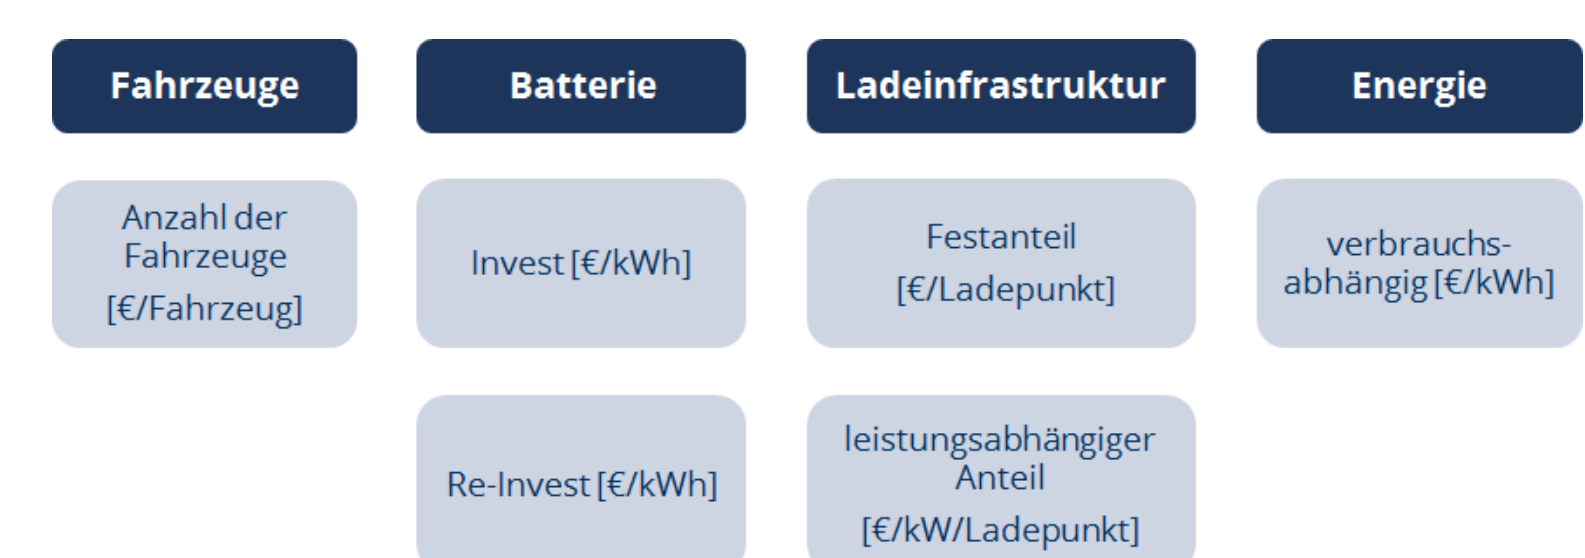 Fahrzeuge
Batterie
Ladeinfrastruktur
Energie
Anzahl der
Fahrzeuge
[€/Fahrzeug]
Invest [€/kWh]
Festanteil
[€/Ladepunkt]
verbrauchs-
abhängig [€/kWh]
Re-Invest [€/kWh]
leistungsabhängiger
Anteil
[€/kW/Ladepunkt]